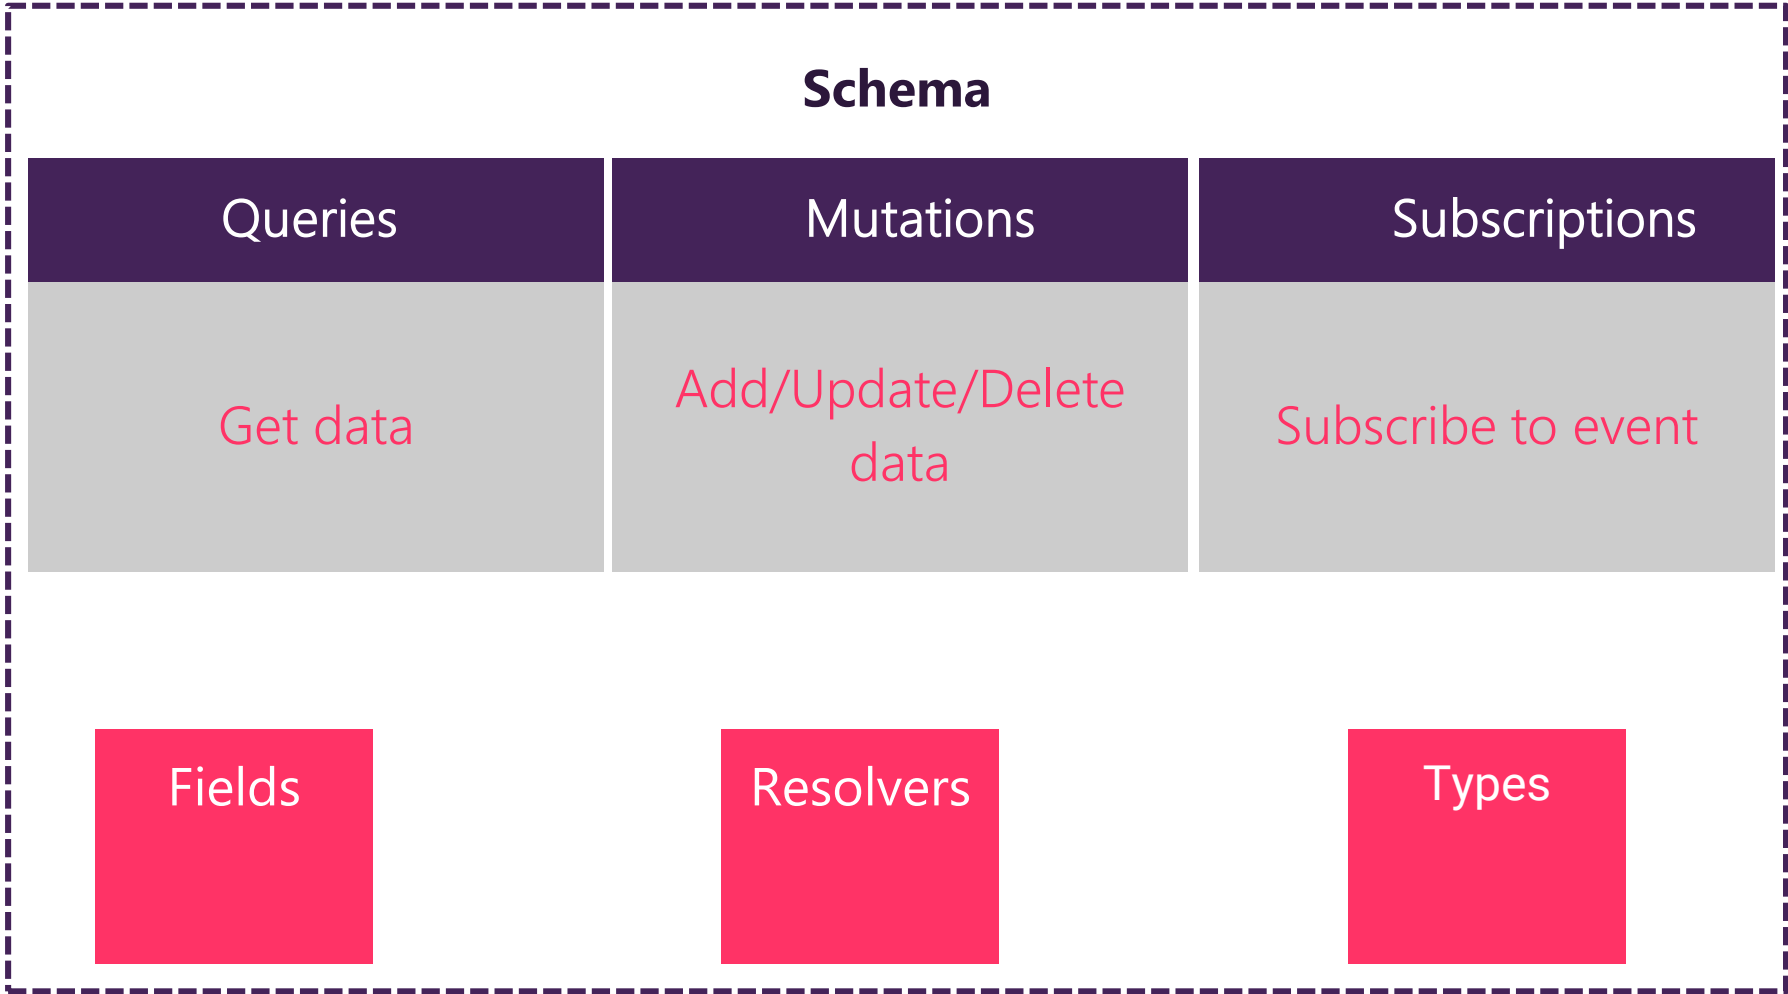 Schema
Queries
Mutations
Subscriptions
Get data
Add/Update/Delete
data
Subscribe to event
Fields
Resolvers
Types